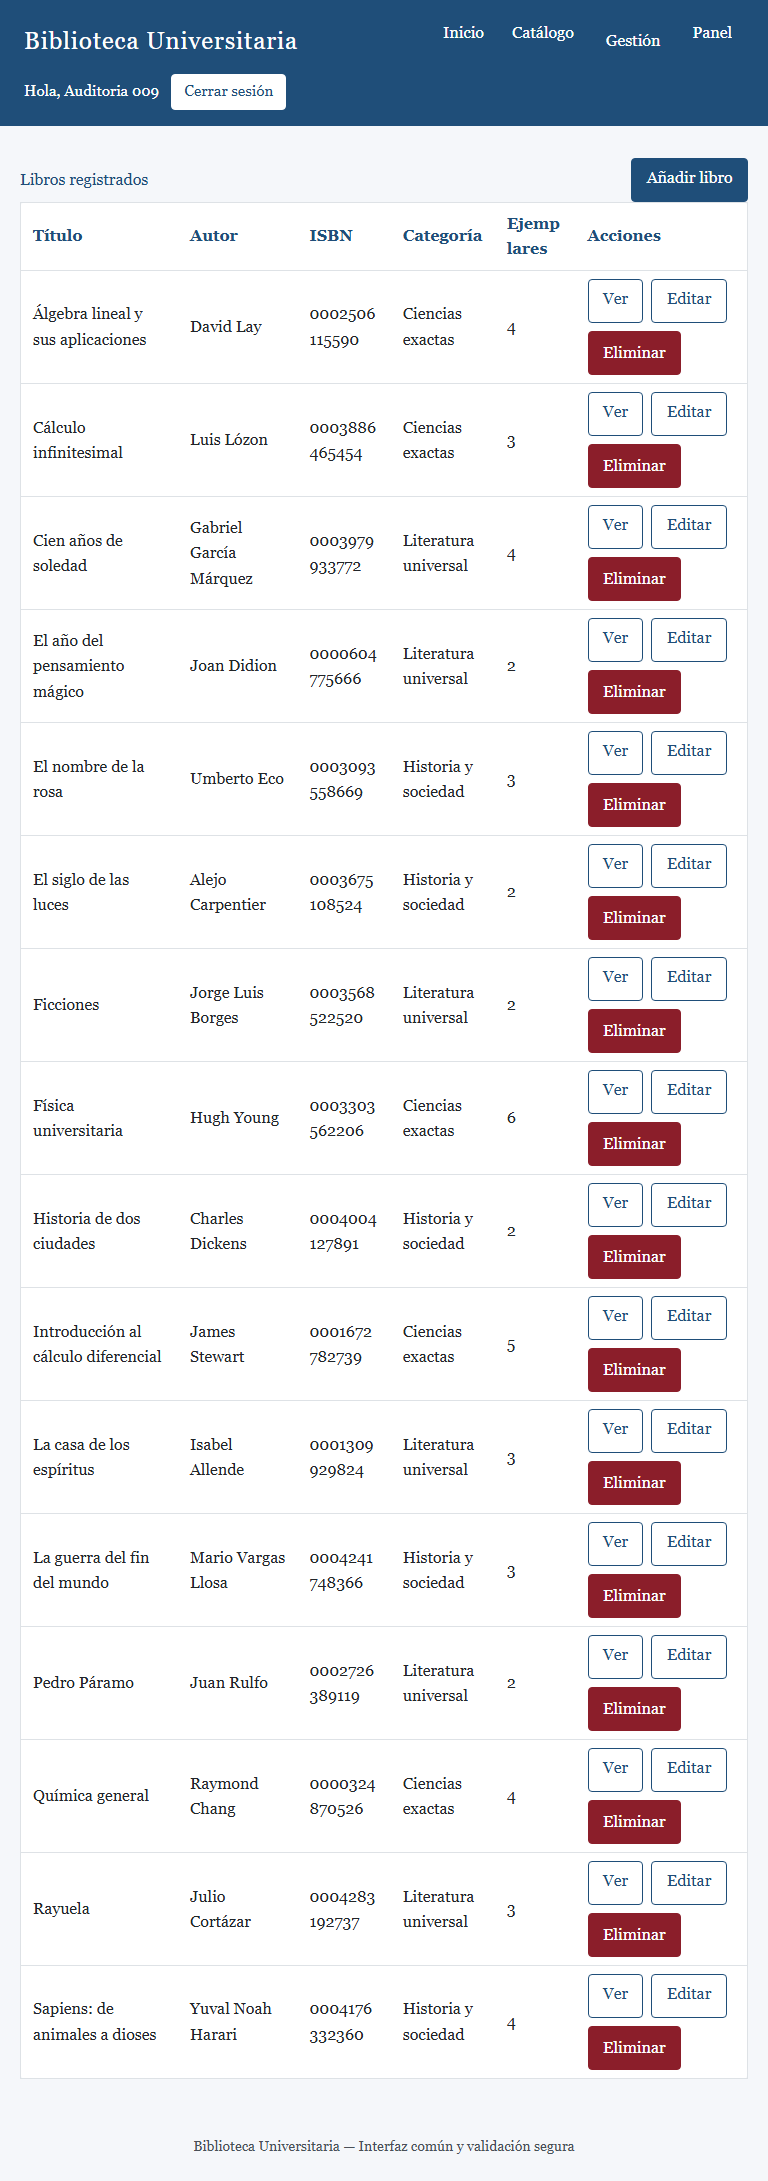 Biblioteca Universitaria
Inicio
Catálogo
Gestión
Panel
Hola, Auditoria 009
Cerrar sesión
Libros registrados
Añadir libro
Título
Autor
ISBN
Categoría
Ejemp
lares
Acciones
Álgebra lineal y
sus aplicaciones
David Lay
0002506
115590
Ciencias
exactas
4
Ver
Editar
Eliminar
Cálculo
infinitesimal
Luis Lózon
0003886
465454
Ciencias
exactas
3
Ver
Editar
Eliminar
Cien años de
soledad
Gabriel
García
Márquez
0003979
933772
Literatura
universal
4
Ver
Editar
Eliminar
El año del
pensamiento
mágico
Joan Didion
0000604
775666
Literatura
universal
2
Ver
Editar
Eliminar
El nombre de la
rosa
Umberto Eco
0003093
558669
Historia y
sociedad
3
Ver
Editar
Eliminar
El siglo de las
luces
Alejo
Carpentier
0003675
108524
Historia y
sociedad
2
Ver
Editar
Eliminar
Ficciones
Jorge Luis
Borges
0003568
522520
Literatura
universal
2
Ver
Editar
Eliminar
Física
universitaria
Hugh Young
0003303
562206
Ciencias
exactas
6
Ver
Editar
Eliminar
Historia de dos
ciudades
Charles
Dickens
0004004
127891
Historia y
sociedad
2
Ver
Editar
Eliminar
Introducción al
cálculo diferencial
James
Stewart
0001672
782739
Ciencias
exactas
5
Ver
Editar
Eliminar
La casa de los
espíritus
Isabel
Allende
0001309
929824
Literatura
universal
3
Ver
Editar
Eliminar
La guerra del fin
del mundo
Mario Vargas
Llosa
0004241
748366
Historia y
sociedad
3
Ver
Editar
Eliminar
Pedro Páramo
Juan Rulfo
0002726
389119
Literatura
universal
2
Ver
Editar
Eliminar
Química general
Raymond
Chang
0000324
870526
Ciencias
exactas
4
Ver
Editar
Eliminar
Rayuela
Julio
Cortázar
0004283
192737
Literatura
universal
3
Ver
Editar
Eliminar
Sapiens: de
animales a dioses
Yuval Noah
Harari
0004176
332360
Historia y
sociedad
4
Ver
Editar
Eliminar
Biblioteca Universitaria — Interfaz común y validación segura